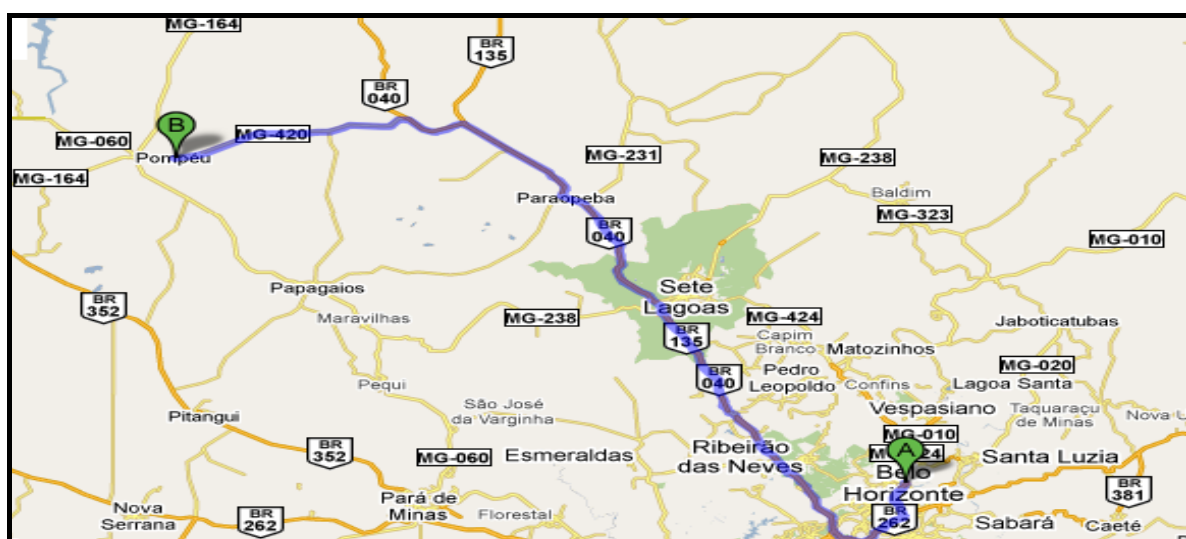 MG-164
BR
135
BR
040
B
MG-420
MG-060
Pompéu
MG-164
MG-231
MG-238
Baldim
Paraopeba
MG-323
BR
040
MG-010
BR
352
Papagaios
Sete
Lagoas
Maravilhas
MG-238
MG-424
BR
135
Capim
Branco
Matozinhos
Jaboticatubas
MG-020
Pedro
Leopoldo
Confins
Lagoa Santa
BR
040
Pequi
São José
da Varginha
Pitangui
Vespasiano
Taquaraçu
de Minas
Nova
MG-010
BR
352
MG-060
Esmeraldas
Ribeirão
das Neves
A
Belo
Horizonte
Santa Luzia
BR
381
Pará de
Minas
Florestal
Nova
Serrana
BR
262
BR
262
Sabará
Caeté